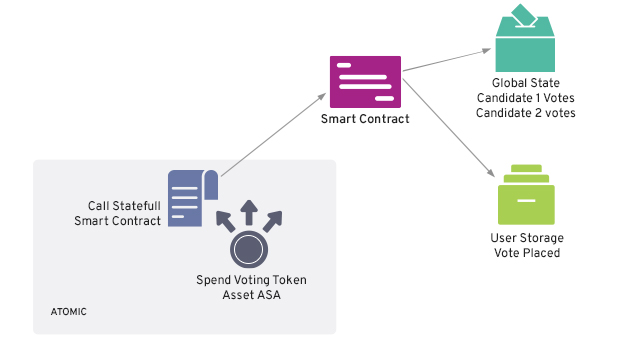 Global State
Candidate 1 Votes
Candidate 2 votes
Smart Contract
Call Statefull
Smart Contract
User Storage
Vote Placed
Spend Voting Token
Asset ASA
ATOMIC